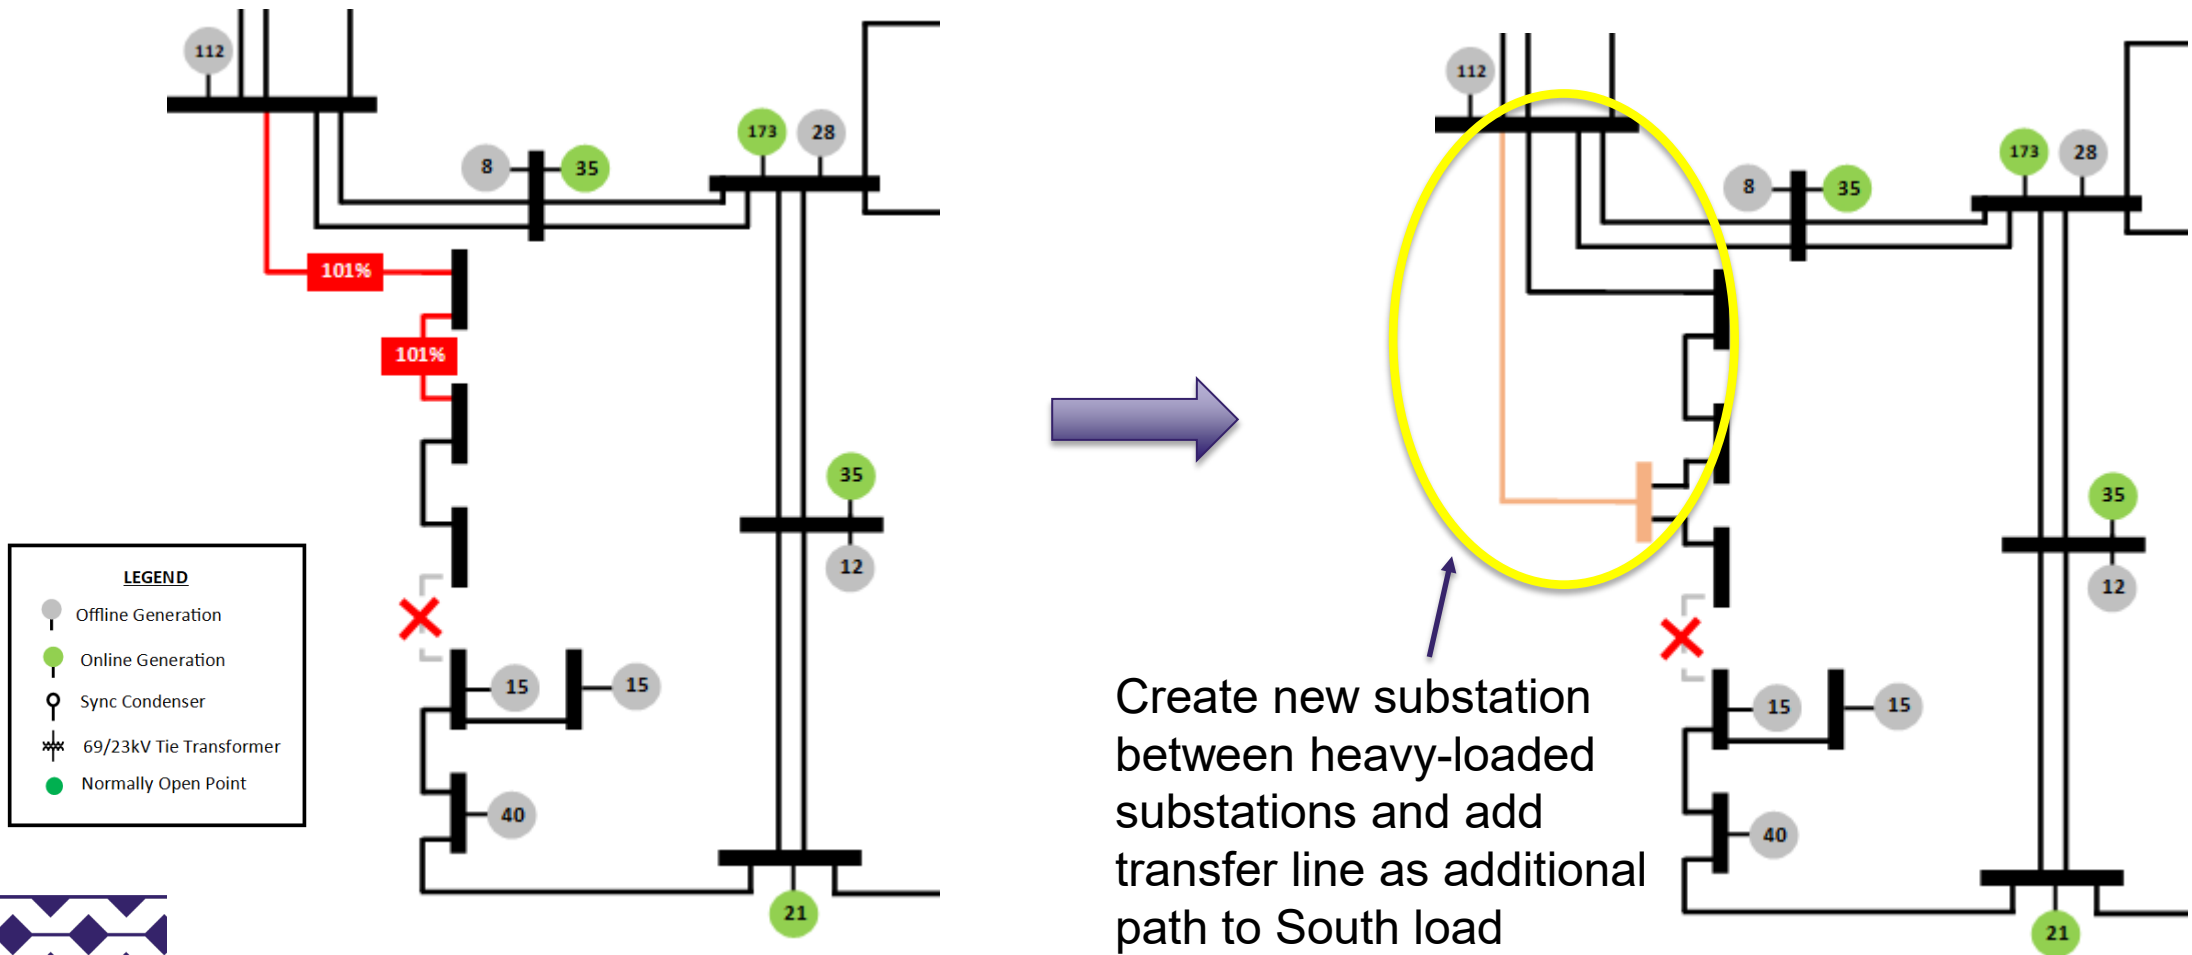 112
173
28
8
35
101%
101%
35
12
15
15
40
21
LEGEND
Offline Generation
Online Generation
Sync Condenser
69/23kV Tie Transformer
Normally Open Point
112
173
28
8
35
35
12
15
15
40
21
Create new substation
between heavy-loaded
substations and add
transfer line as additional
path to South load